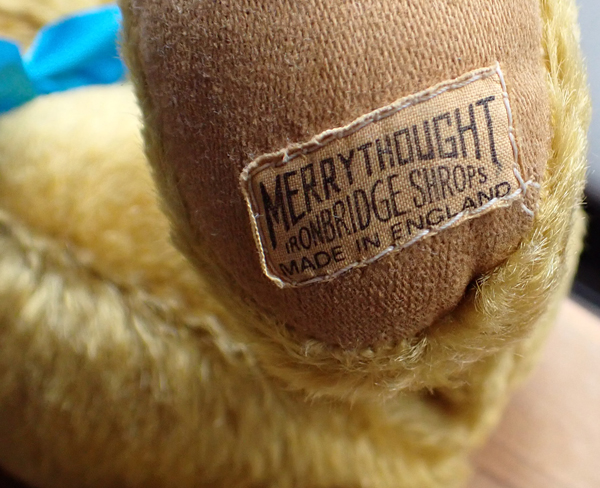 MERRYTHOUGHT
IRONBRIDGE SHROPS
MADE IN ENGLAND